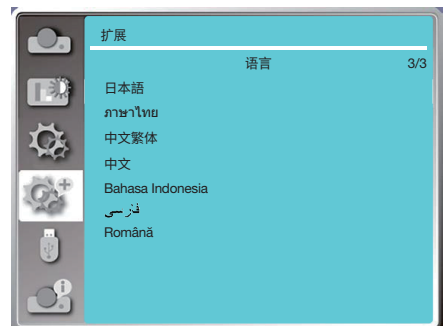 扩展
语言 3/3
日本語
ภาษาไทย
中文繁体
中文
Bahasa Indonesia
فارسی
Română